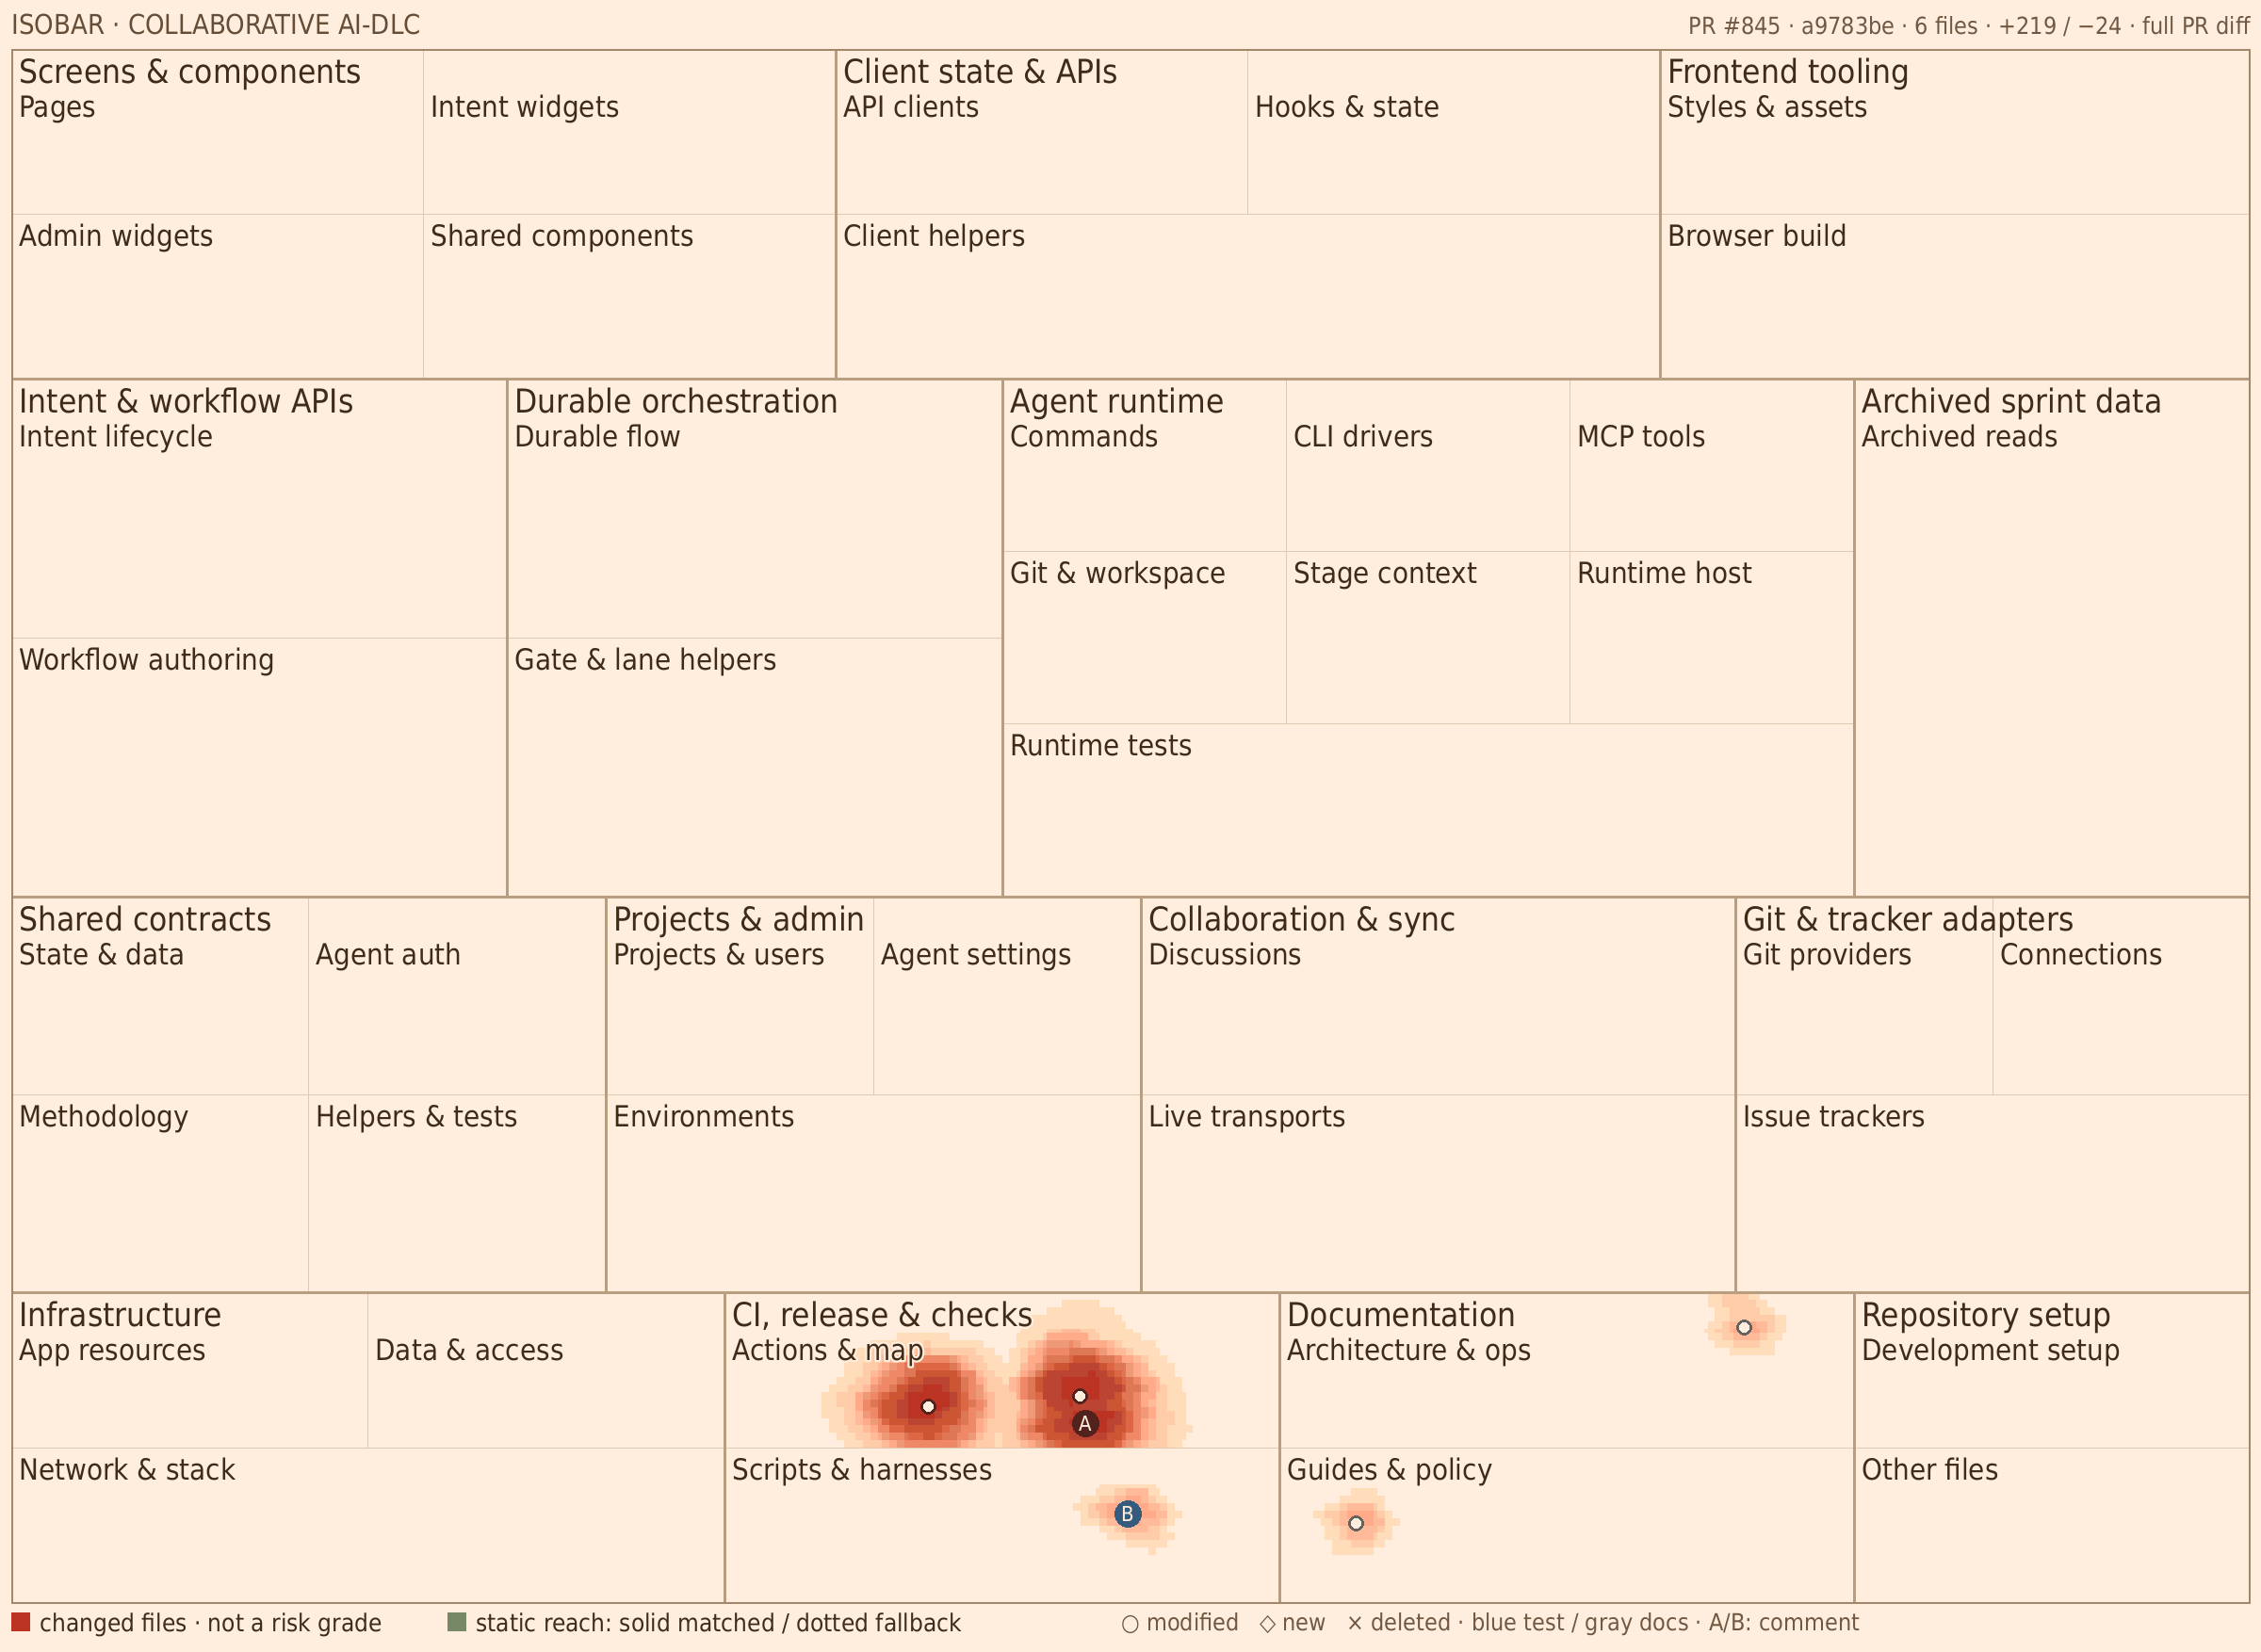 ISOBAR · COLLABORATIVE AI-DLC
PR #845 · a9783be · 6 files · +219 / −24 · full PR diff
Screens & components
Pages
Intent widgets
Admin widgets
Shared components
Client state & APIs
API clients
Hooks & state
Client helpers
Frontend tooling
Styles & assets
Browser build
Intent & workflow APIs
Intent lifecycle
Workflow authoring
Durable orchestration
Durable flow
Gate & lane helpers
Agent runtime
Commands
CLI drivers
MCP tools
Git & workspace
Stage context
Runtime host
Runtime tests
Archived sprint data
Archived reads
Shared contracts
State & data
Agent auth
Methodology
Helpers & tests
Projects & admin
Projects & users
Agent settings
Environments
Collaboration & sync
Discussions
Live transports
Git & tracker adapters
Git providers
Connections
Issue trackers
Infrastructure
App resources
Data & access
Network & stack
CI, release & checks
Actions & map
A
Scripts & harnesses
B
Documentation
Architecture & ops
Guides & policy
Repository setup
Development setup
Other files
changed files · not a risk grade
static reach: solid matched / dotted fallback
○ modified ◇ new × deleted · blue test / gray docs · A/B: comment